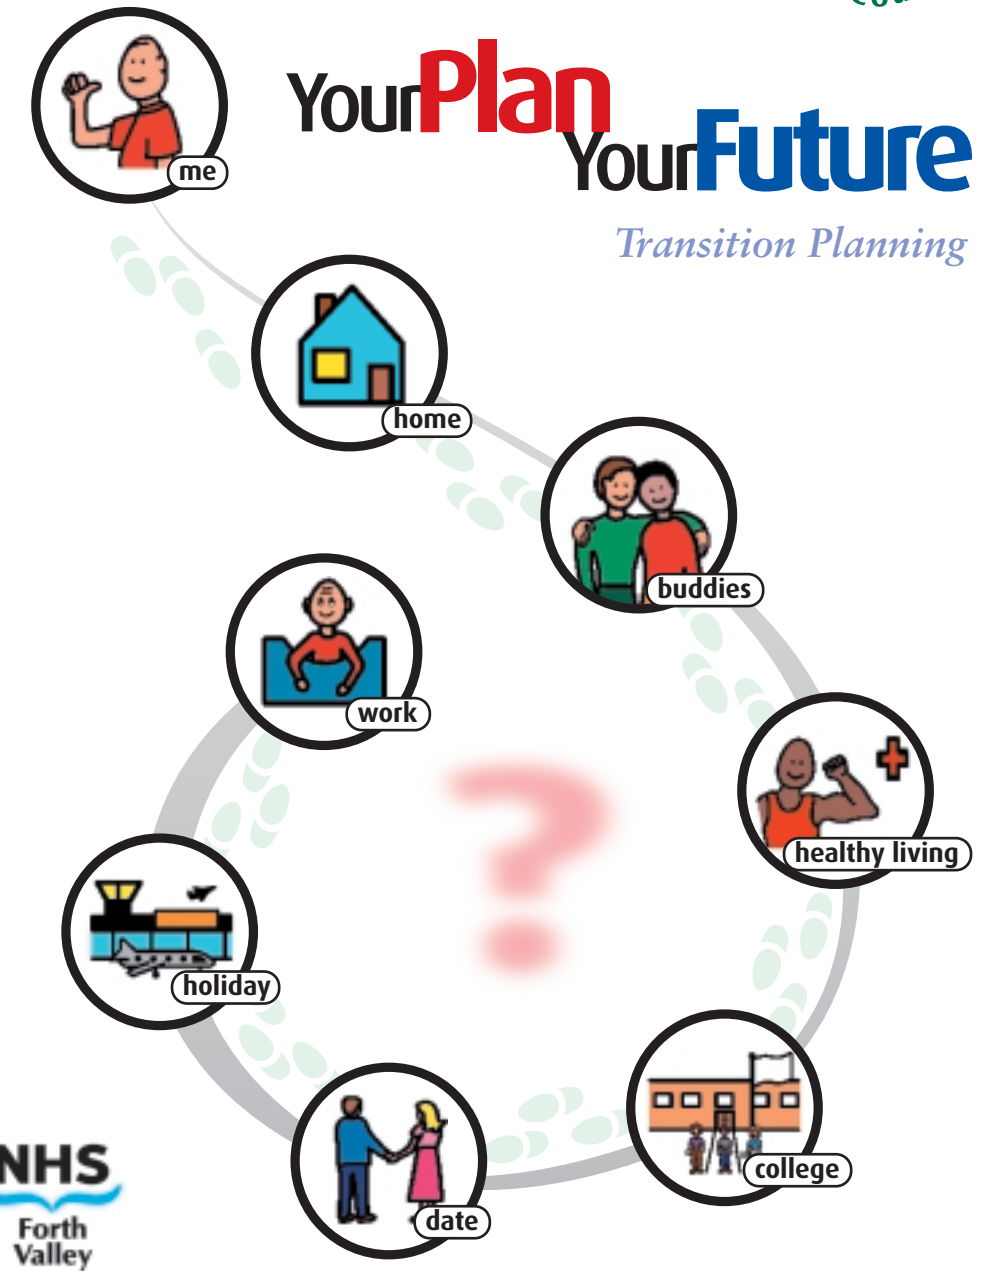 me
YourPlan
YourFuture
Transition Planning
home
buddies
work
healthy living
holiday
college
date
NHS
Forth
Valley
?